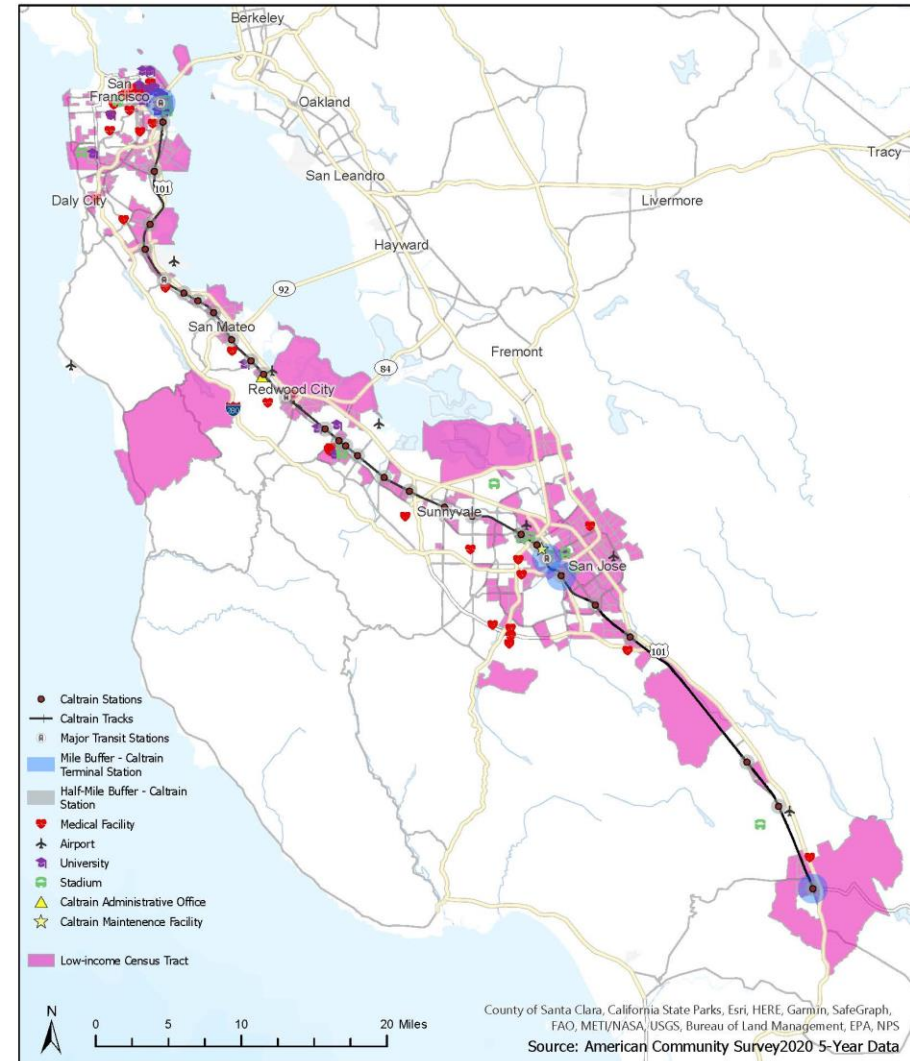 Berkeley
San
Francisco
Oakland
Tracy
San Leandro
101
Livermore
Daly City
Hayward
92
San Mateo
Fremont
84
Redwood City
280
Sunnyvale
San Jose
101
Caltrain Stations
Caltrain Tracks
Major Transit Stations
Mile Buffer - Caltrain
Terminal Station
Half-Mile Buffer - Caltrain
Station
Medical Facility
Airport
University
Stadium
Caltrain Administrative Office
Caltrain Maintenence Facility
Low-income Census Tract
N
0 5 10 20 Miles
County of Santa Clara, California State Parks, Esri, HERE, Garmin, SafeGraph,
FAO, METI/NASA, USGS, Bureau of Land Management, EPA, NPS
Source: American Community Survey2020 5-Year Data